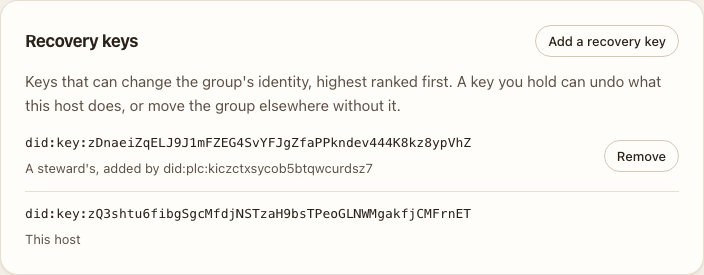 Recovery keys
Add a recovery key
Keys that can change the group's identity, highest ranked first. A key you hold can undo what
this host does, or move the group elsewhere without it.
did:key:zDnaeiZqELJ9J1mFZEG4SvYFJgZfaPPkndev444K8kz8ypVhZ
A steward's, added by did:plc:kiczctxsycob5btqwcurdsz7
Remove
did:key:zQ3shtu6fibgSgcMfdjNSTzaH9bsTPeoGLNWMgakfjCMFrnET
This host